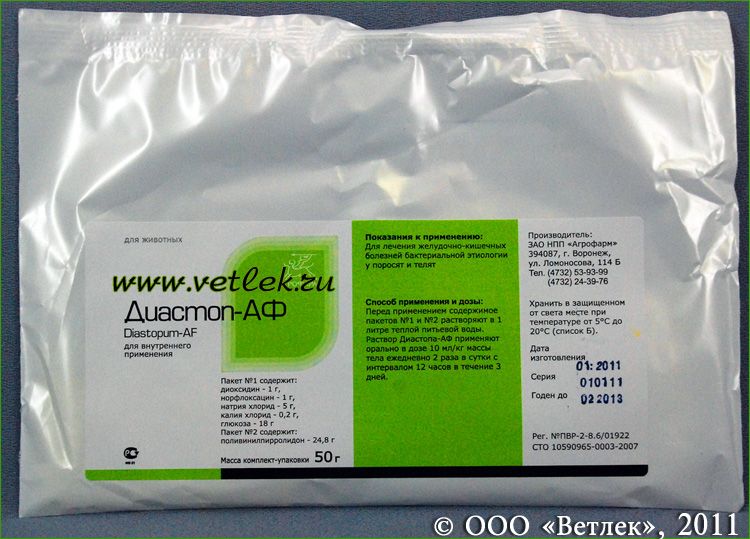 для животных
www.vetlek.ru
Диастоп-АФ
Diastopum-AF
для внутреннего
применения
Пакет №1 содержит:
диоксидин - 1 г,
норфлоксацин - 1 г,
натрия хлорид - 5 г,
калия хлорид - 0,2 г,
глюкоза - 18 г
Пакет №2 содержит:
поливинилпирролидон - 24,8 г
Масса комплект-упаковки 50 г
Показания к применению:
Для лечения желудочно-кишечных
болезней бактериальной этиологии
у поросят и телят
Способ применения и дозы:
Перед применением содержимое
пакетов №1 и №2 растворяют в 1
литре теплой питьевой воды.
Раствор Диастопа-АФ применяют
орально в дозе 10 мл/кг массы
тела ежедневно 2 раза в сутки с
интервалом 12 часов в течение 3
дней.
Производитель:
ЗАО НПП «Агрофарм»
394087, г. Воронеж,
ул. Ломоносова, 114 Б
Тел. (4732) 53-93-99
(4732) 24-39-76
Хранить в защищенном
от света месте при
температуре от 5°С до
20°С (список Б).
Дата
изготовления
01. 2011
Серия
010111
Годен до
02 2013
Рег. №ПВР-2-8.6/01922
СТО 10590965-0003-2007
© ООО «Ветлек», 2011